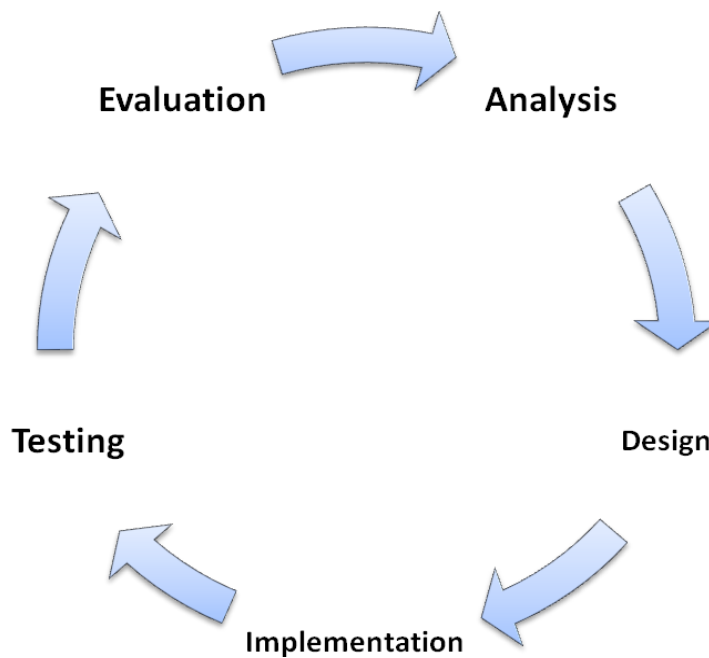 Evaluation
Analysis
Testing
Design
Implementation